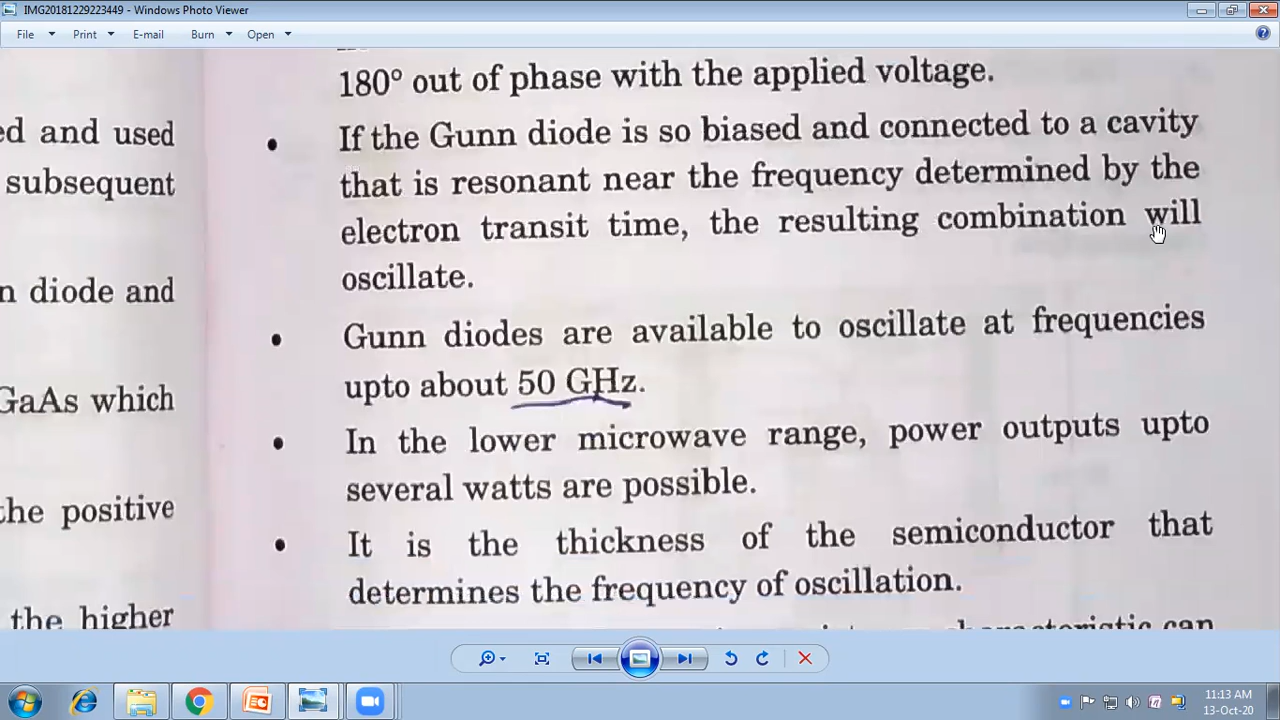 IMG20181229223449 - Windows Photo Viewer
File Print E-mail Burn Open
180° out of phase with the applied voltage.
ed and used
subsequent
n diode and
GaAs which
the positive
the higher
• If the Gunn diode is so biased and connected to a cavity
that is resonant near the frequency determined by the
electron transit time, the resulting combination will
oscillate.
• Gunn diodes are available to oscillate at frequencies
upto about 50 GHz.
• In the lower microwave range, power outputs upto
several watts are possible.
• It is the thickness of the semiconductor that
determines the frequency of oscillation.
characteristic can
11:13 AM
13-Oct-20